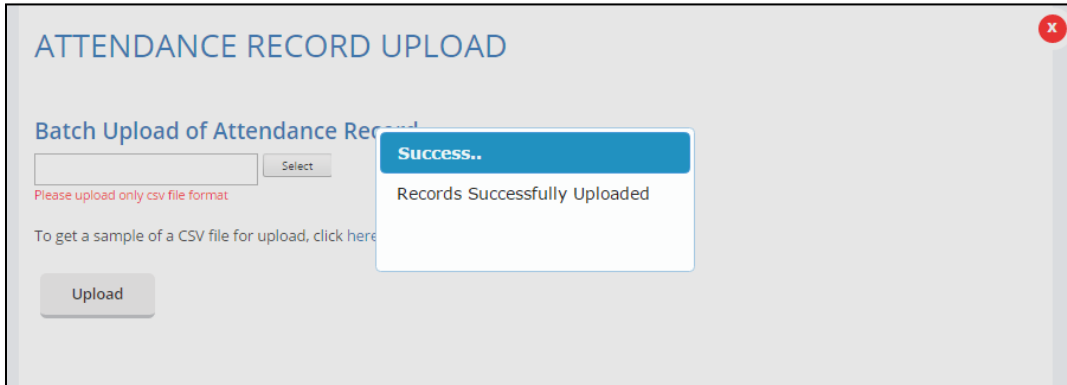 ATTENDANCE RECORD UPLOAD
x
Batch Upload of Attendance Record
Select
Please upload only csv file format
To get a sample of a CSV file for upload, click here
Upload
Success..
Records Successfully Uploaded